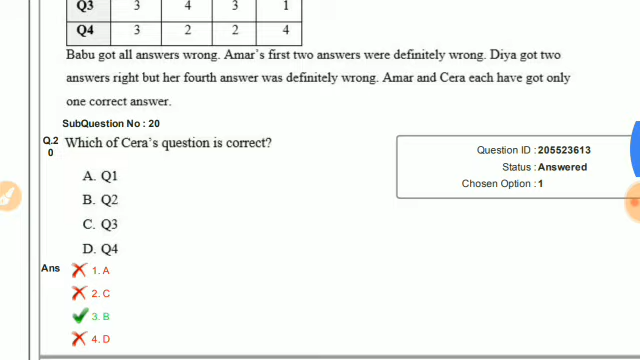 Q3 3 4 3 1
Q4 3 2 2 4
Babu got all answers wrong. Amar's first two answers were definitely wrong. Diya got two
answers right but her fourth answer was definitely wrong. Amar and Cera each have got only
one correct answer.
SubQuestion No : 20
Q.2
0
Which of Cera's question is correct?
Question ID : 205523613
Status : Answered
Chosen Option : 1
A. Q1
B. Q2
C. Q3
D. Q4
Ans
1. A
2. C
3. B
4. D